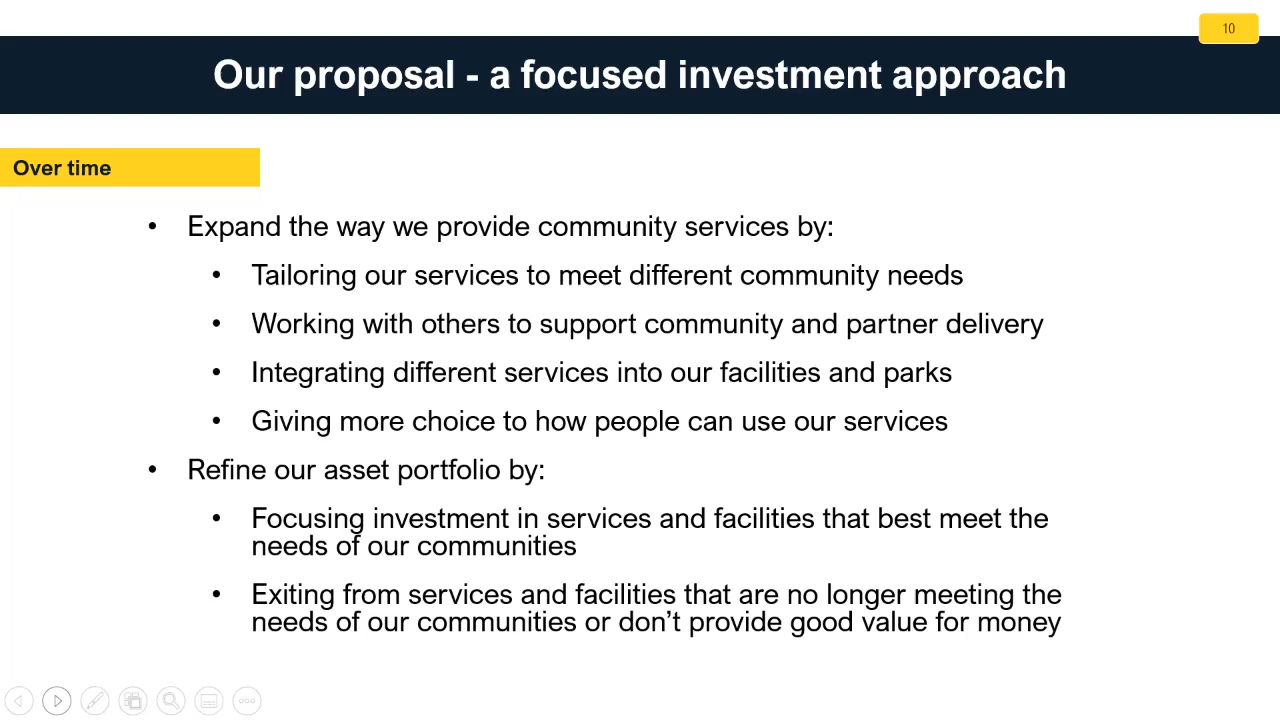 10
Our proposal - a focused investment approach
Over time
• Expand the way we provide community services by:
• Tailoring our services to meet different community needs
• Working with others to support community and partner delivery
• Integrating different services into our facilities and parks
• Giving more choice to how people can use our services
• Refine our asset portfolio by:
• Focusing investment in services and facilities that best meet the
needs of our communities
• Exiting from services and facilities that are no longer meeting the
needs of our communities or don’t provide good value for money